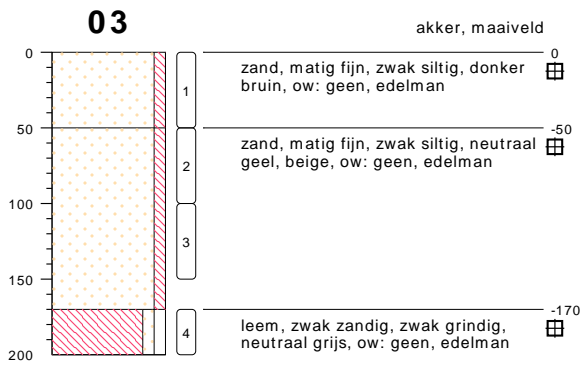 03
akker, maaiveld
0
0
zand, matig fijn, zwak siltig, donker
bruin, ow: geen, edelman
1
50
-50
zand, matig fijn, zwak siltig, neutraal
geel, beige, ow: geen, edelman
2
100
3
150
-170
leem, zwak zandig, zwak grindig,
neutraal grijs, ow: geen, edelman
4
200